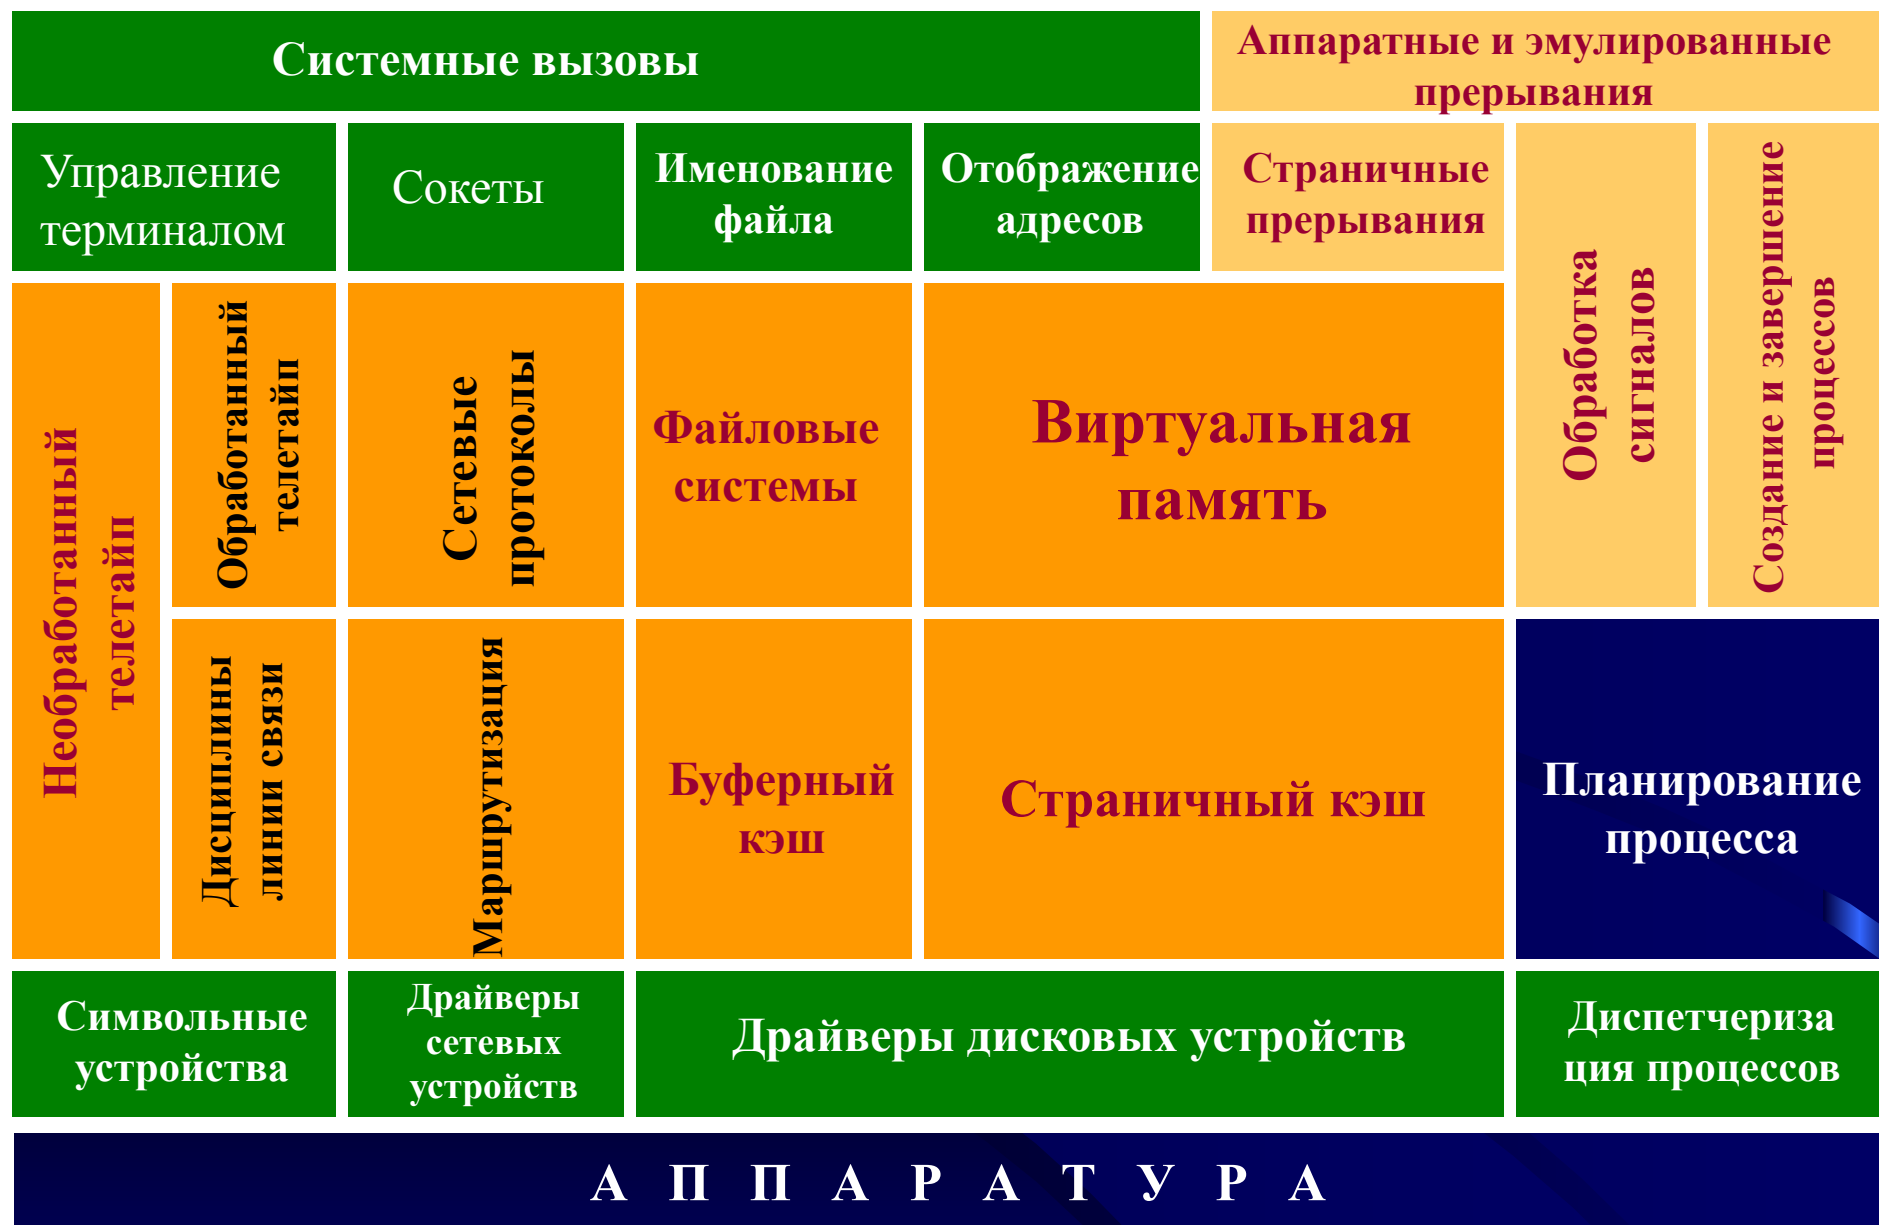 Системные вызовы
Аппаратные и эмулированные
прерывания
Управление
терминалом
Сокеты
Именование
файла
Отображение
адресов
Страничные
прерывания
Обработка
сигналов
Создание и завершение
процессов
Необработанный
телетайп
Обработанный
телетайп
Сетевые
протоколы
Файловые
системы
Виртуальная
память
Дисциплины
линии связи
Маршрутизация
Буферный
кэш
Страничный кэш
Планирование
процесса
Символьные
устройства
Драйверы
сетевых
устройств
Драйверы дисковых устройств
Диспетчериза
ция процессов
А П П А Р А Т У Р А